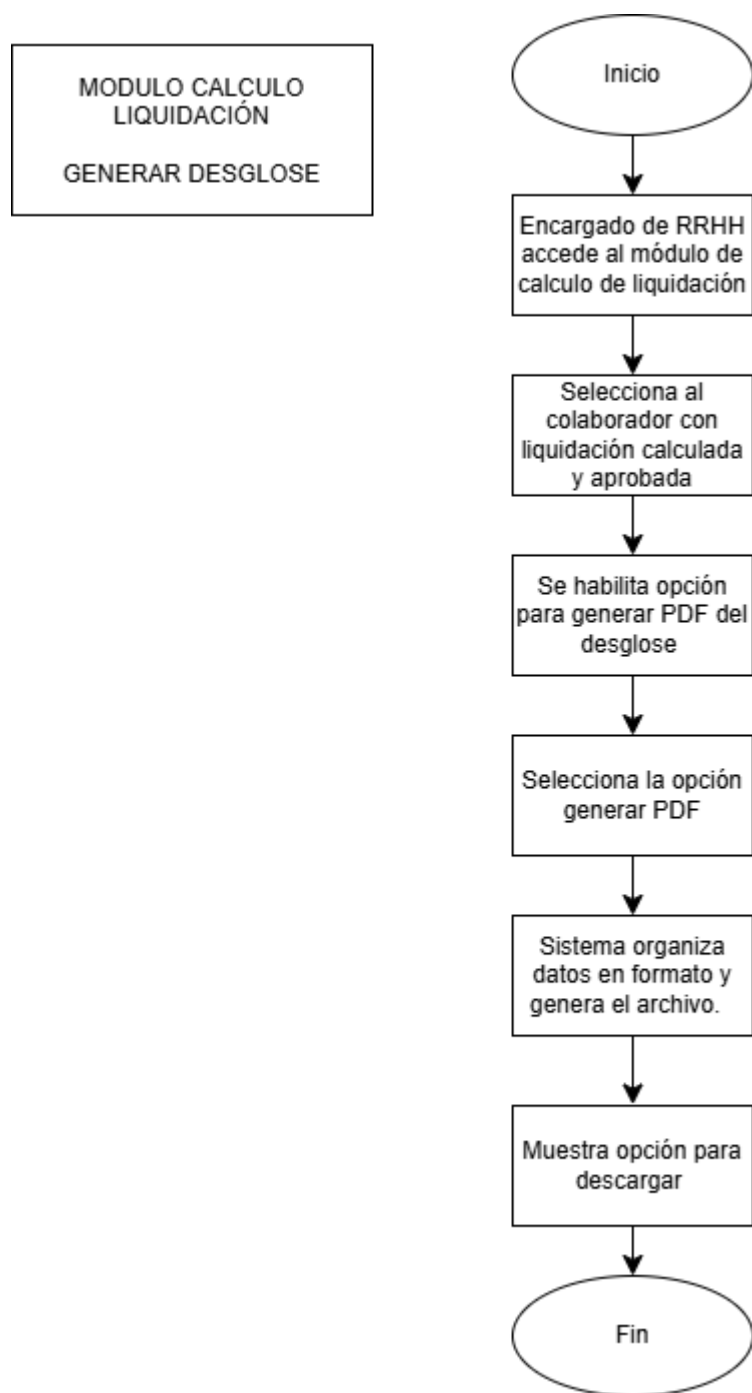 MODULO CALCULO
LIQUIDACIÓN
GENERAR DESGLOSE
Inicio
Encargado de RRHH
accede al módulo de
calculo de liquidación
Selecciona al
colaborador con
liquidación calculada
y aprobada
Se habilita opción
para generar PDF del
desglose
Selecciona la opción
generar PDF
Sistema organiza
datos en formato y
genera el archivo.
Muestra opción para
descargar
Fin